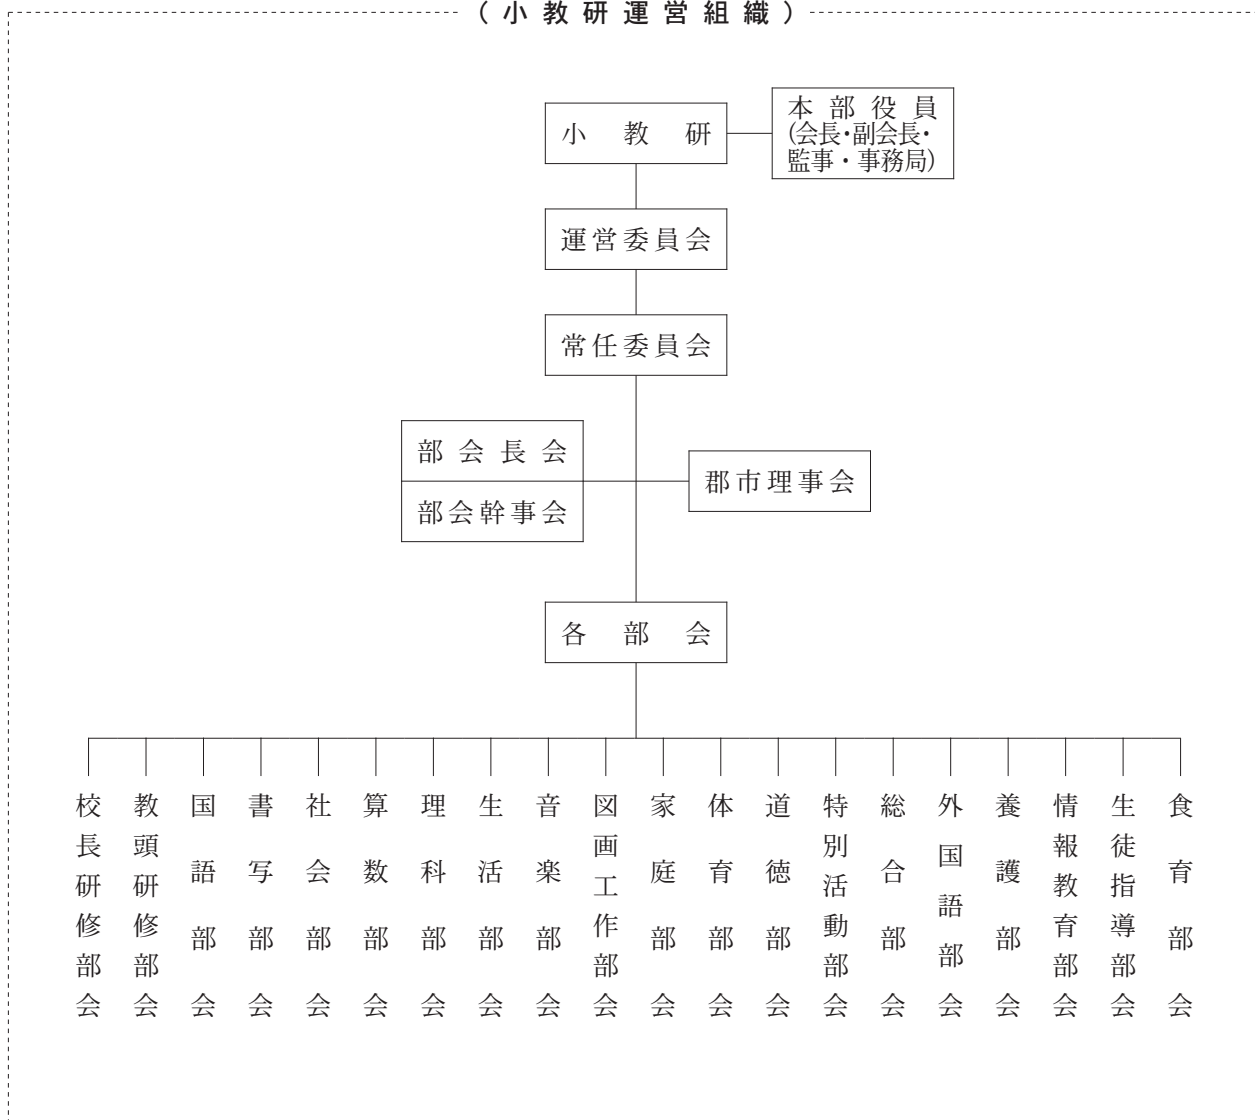 （小教研運営組織）
小教研
本部役員
(会長・副会長・
監事・事務局)
運営委員会
常任委員会
部会長会
部会幹事会
郡市理事会
各部会
校長研修部会
教頭研修部会
国語部会
書写部会
社会部会
算数部会
理科部会
生活部会
音楽部会
図画工作部会
家庭部会
体育部会
道徳部会
特別活動部会
総合部会
外国語部会
養護部会
情報教育部会
生徒指導部会
食育部会